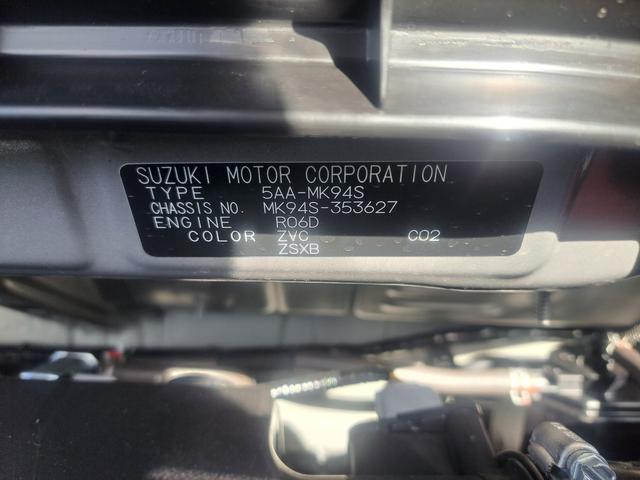 SUZUKI MOTOR CORPORATION
TYPE 5AA-MK94S
CHASSIS NO. MK94S-353627
ENGINE R06D
COLOR ZVC C02
ZSXB